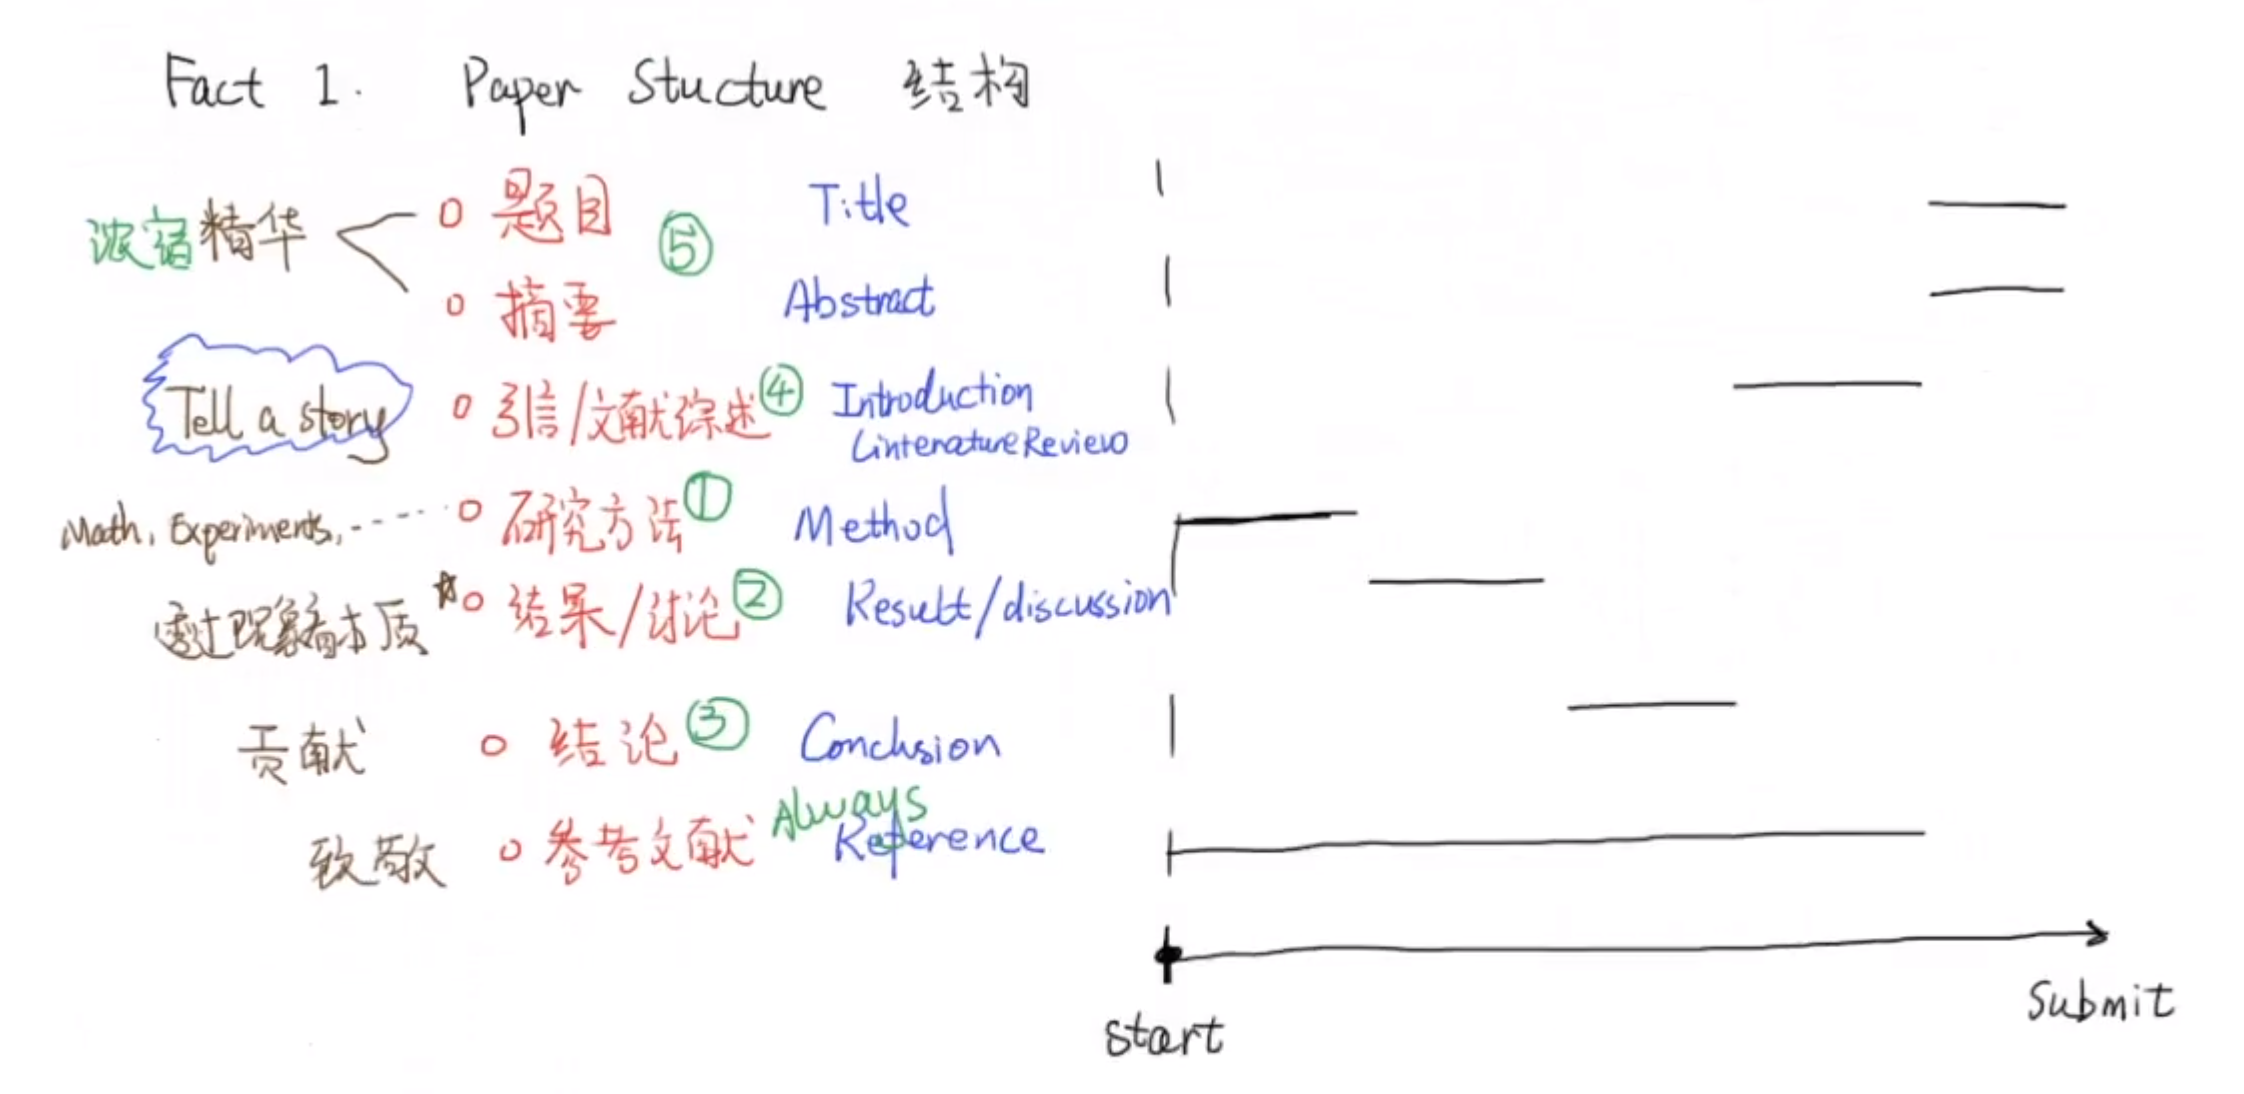 Fact 1. Paper Stucture 结构
浓宿精华
题目 ⑤ Title
摘要 Abstract
Tell a story 引言/文献综述 ④ Introduction
LinteratureReview
Math, Experiments, 研究方法 ① Method
透过现象看本质 结果/讨论 ② Result/discussion
贡献 结论 ③ Conclusion
致敬 参考文献 Always Reference
Start
Submit